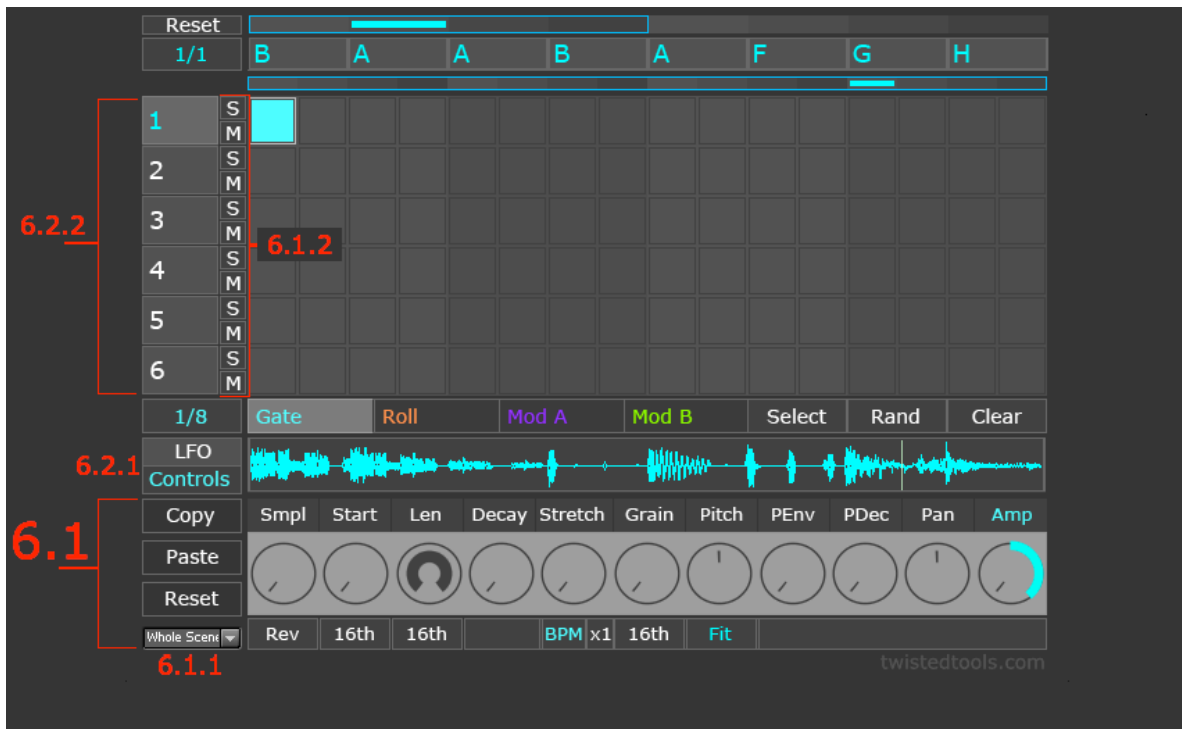 Reset
1/1 B A A B A F G H
1 S
M
2 S
M
6.2.2 3 S
M 6.1.2
4 S
M
5 S
M
6 S
M
1/8 Gate Roll Mod A Mod B Select Rand Clear
6.2.1 LFO
Controls
6.1 Copy Smpl Start Len Decay Stretch Grain Pitch PEnv PDec Pan Amp
Paste
Reset
Whole Scene Rev 16th 16th BPM x1 16th Fit
6.1.1 twistedtools.com